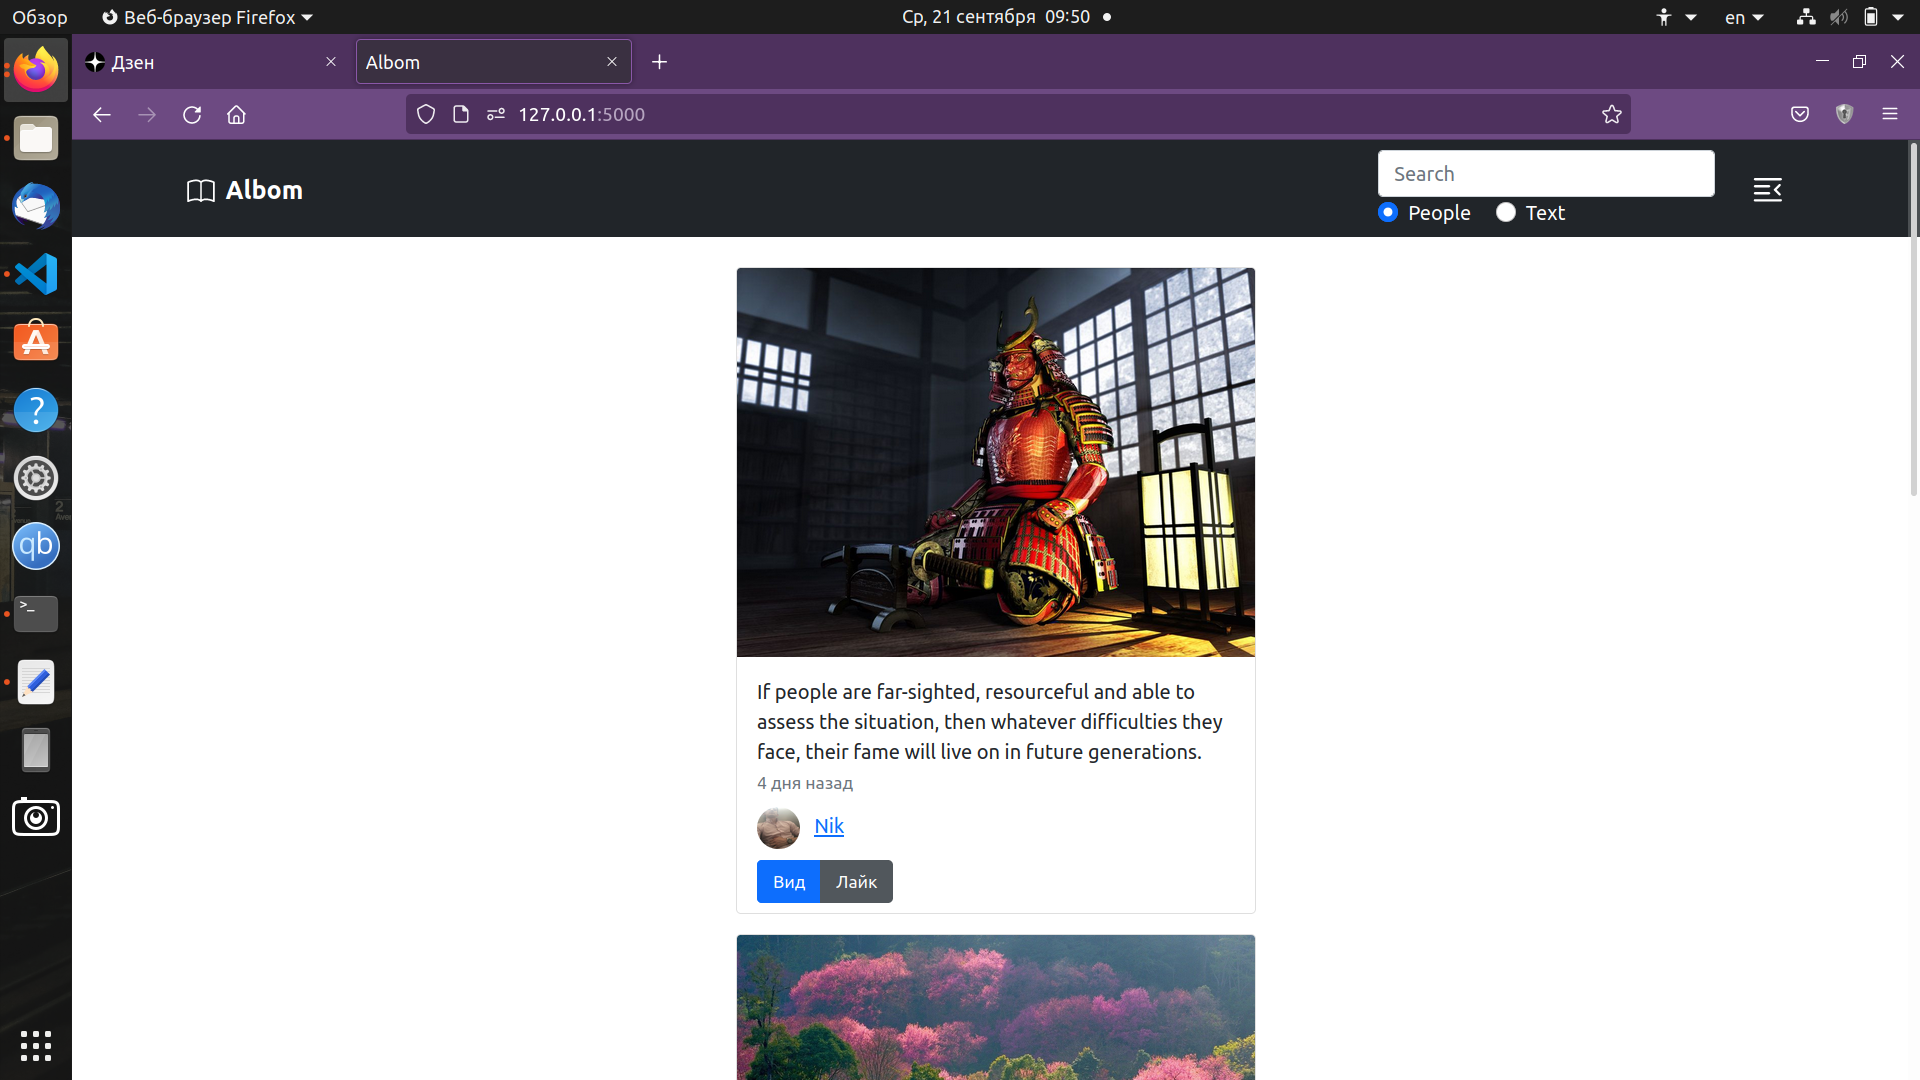 Обзор
Веб-браузер Firefox
Ср, 21 сентября 09:50
en
Дзен
Albom
127.0.0.1:5000
Albom
Search
People
Text
If people are far-sighted, resourceful and able to
assess the situation, then whatever difficulties they
face, their fame will live on in future generations.
4 дня назад
Nik
Вид
Лайк
?
qb
>_